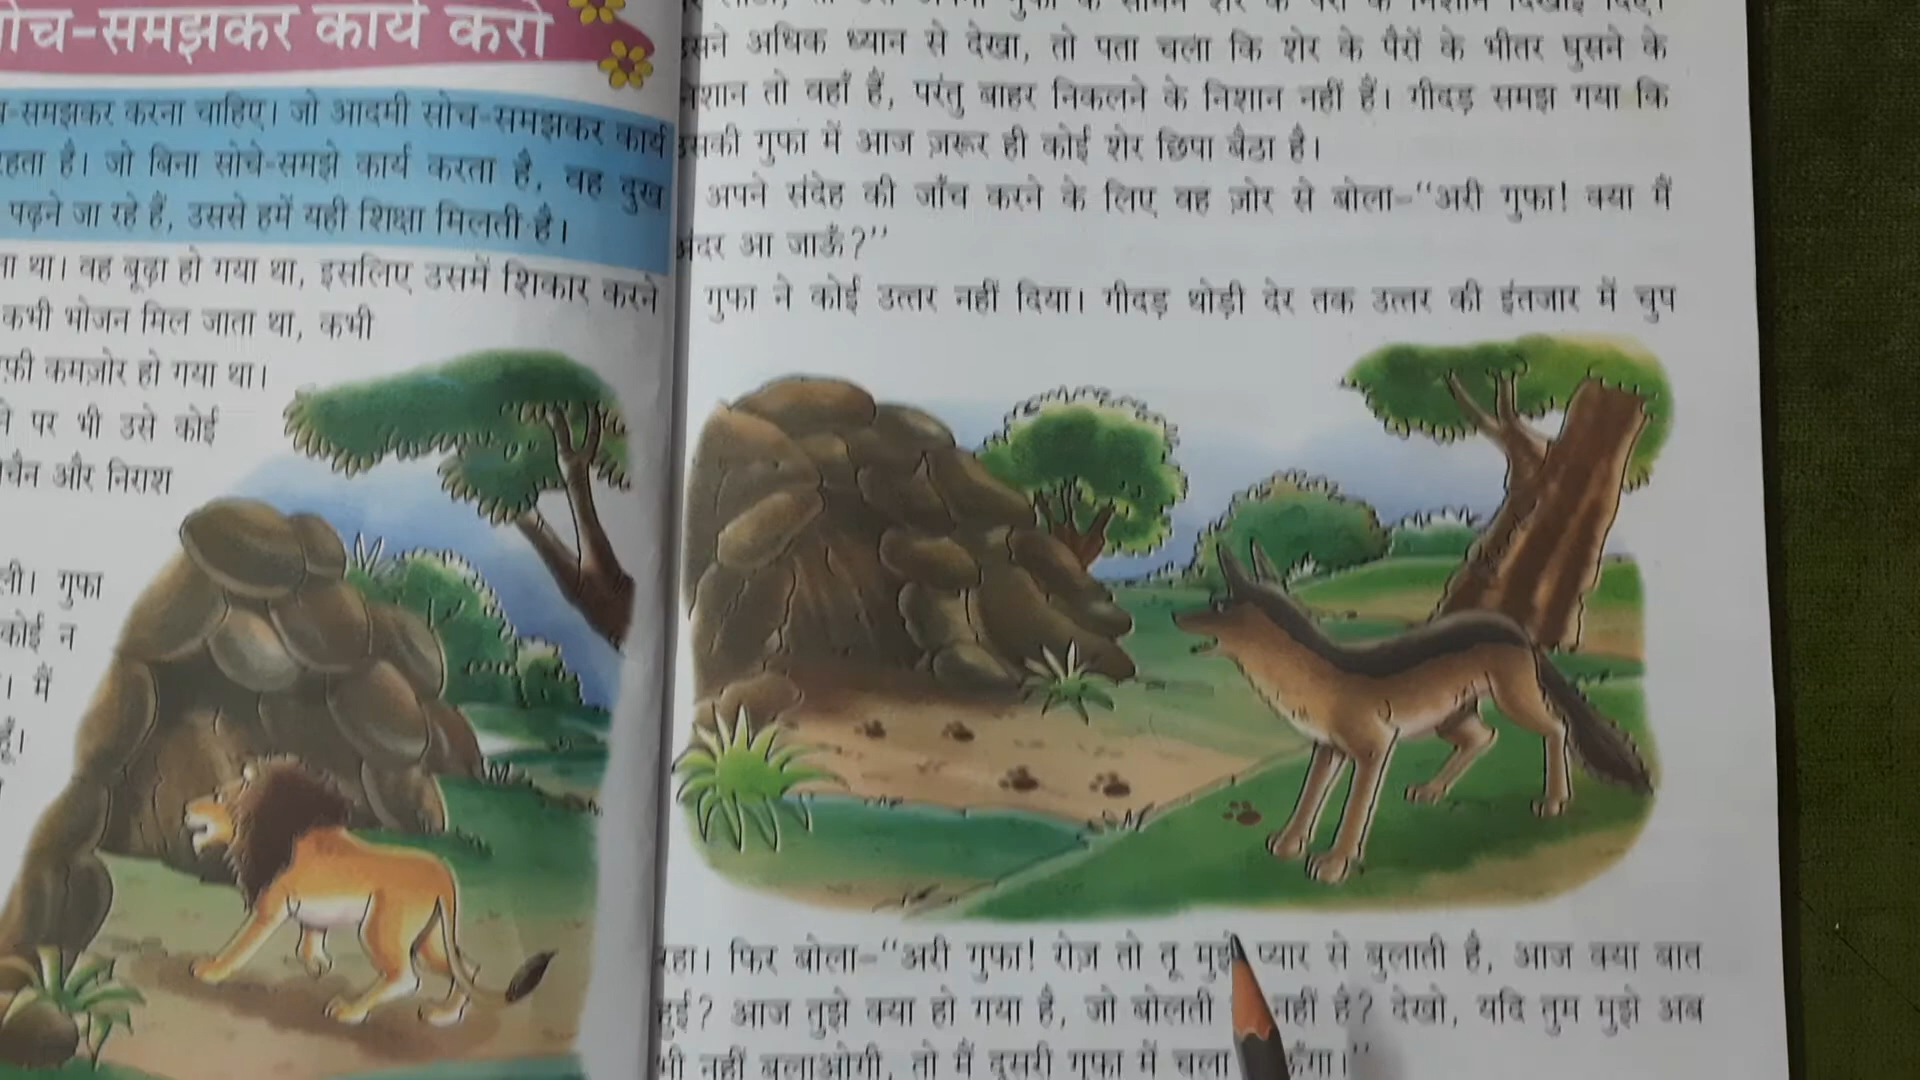 सोच-समझकर कार्य करो
समझकर करना चाहिए। जो आदमी सोच-समझकर कार्य
रहता है। जो बिना सोचे-समझे कार्य करता है, वह दुख
पढ़ने जा रहे हैं, उससे हमें यही शिक्षा मिलती है।
था। वह बूढ़ा हो गया था, इसलिए उसमें शिकार करने
कभी भोजन मिल जाता था, कभी
कमज़ोर हो गया था।
पर भी उसे कोई
और निराश
गुफा
कोई न
। मैं
हूँ।
उसने अधिक ध्यान से देखा, तो पता चला कि शेर के पैरों के भीतर घुसने के
निशान तो वहाँ हैं, परंतु बाहर निकलने के निशान नहीं हैं। गीदड़ समझ गया कि
उसकी गुफा में आज ज़रूर ही कोई शेर छिपा बैठा है।
अपने संदेह की जाँच करने के लिए वह ज़ोर से बोला–“अरी गुफा! क्या मैं
अंदर आ जाऊँ?”
गुफा ने कोई उत्तर नहीं दिया। गीदड़ थोड़ी देर तक उत्तर की इंतजार में चुप
रहा। फिर बोला–“अरी गुफा! रोज़ तो तू मुझे प्यार से बुलाती है, आज क्या बात
हुई? आज तुझे क्या हो गया है, जो बोलती नहीं है? देखो, यदि तुम मुझे अब
भी नहीं बुलाओगी, तो मैं दूसरी गुफा में चला